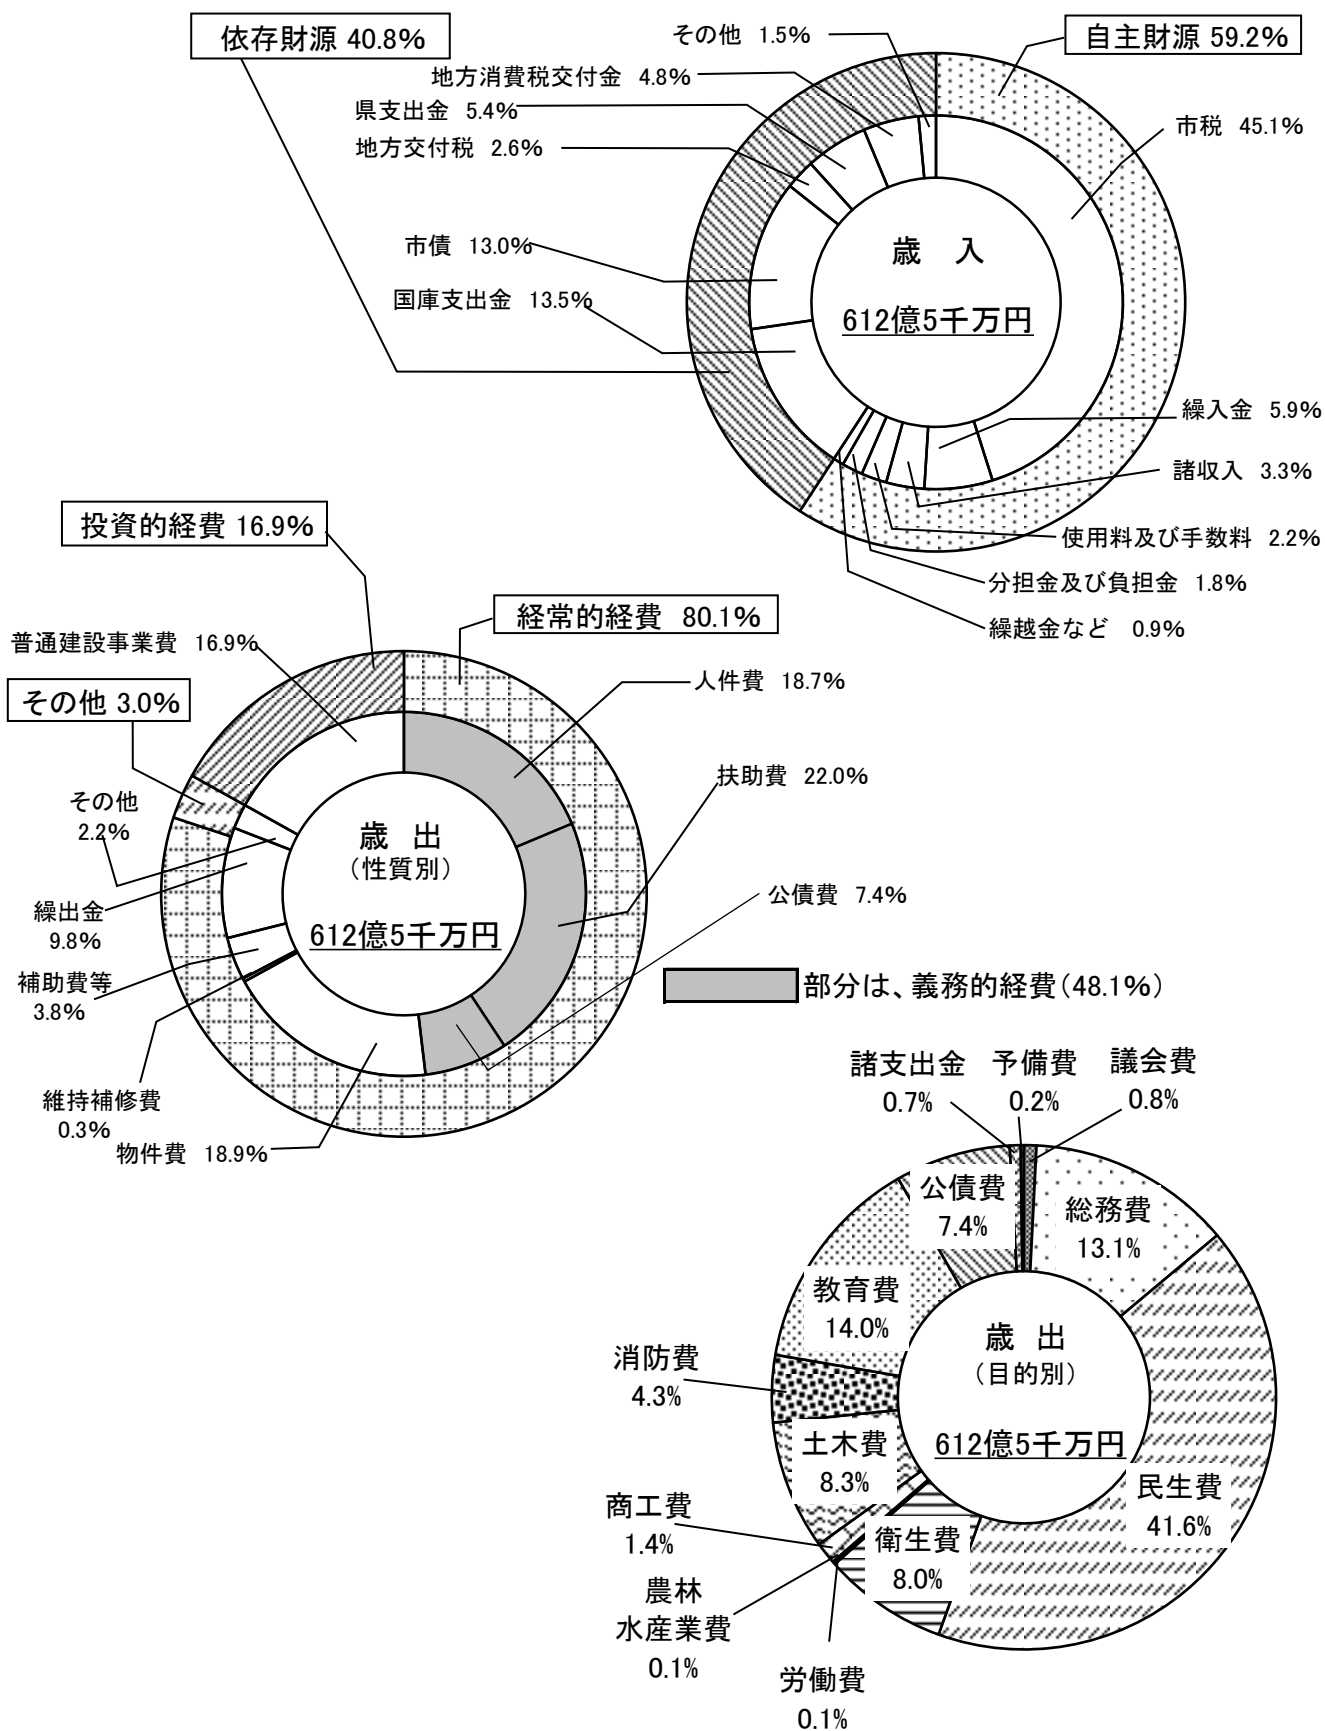 依存財源 40.8%
自主財源 59.2%
その他 1.5%
地方消費税交付金 4.8%
県支出金 5.4%
地方交付税 2.6%
市税 45.1%
市債 13.0%
国庫支出金 13.5%
歳 入
612億5千万円
繰入金 5.9%
諸収入 3.3%
使用料及び手数料 2.2%
分担金及び負担金 1.8%
繰越金など 0.9%
投資的経費 16.9%
経常的経費 80.1%
普通建設事業費 16.9%
その他 3.0%
人件費 18.7%
扶助費 22.0%
その他
2.2%
歳 出
(性質別)
612億5千万円
公債費 7.4%
繰出金
9.8%
補助費等
3.8%
部分は、義務的経費(48.1%)
維持補修費
0.3%
物件費 18.9%
諸支出金
0.7%
予備費
0.2%
議会費
0.8%
公債費
7.4%
総務費
13.1%
教育費
14.0%
歳 出
(目的別)
612億5千万円
消防費
4.3%
土木費
8.3%
民生費
41.6%
商工費
1.4%
衛生費
8.0%
農林
水産業費
0.1%
労働費
0.1%